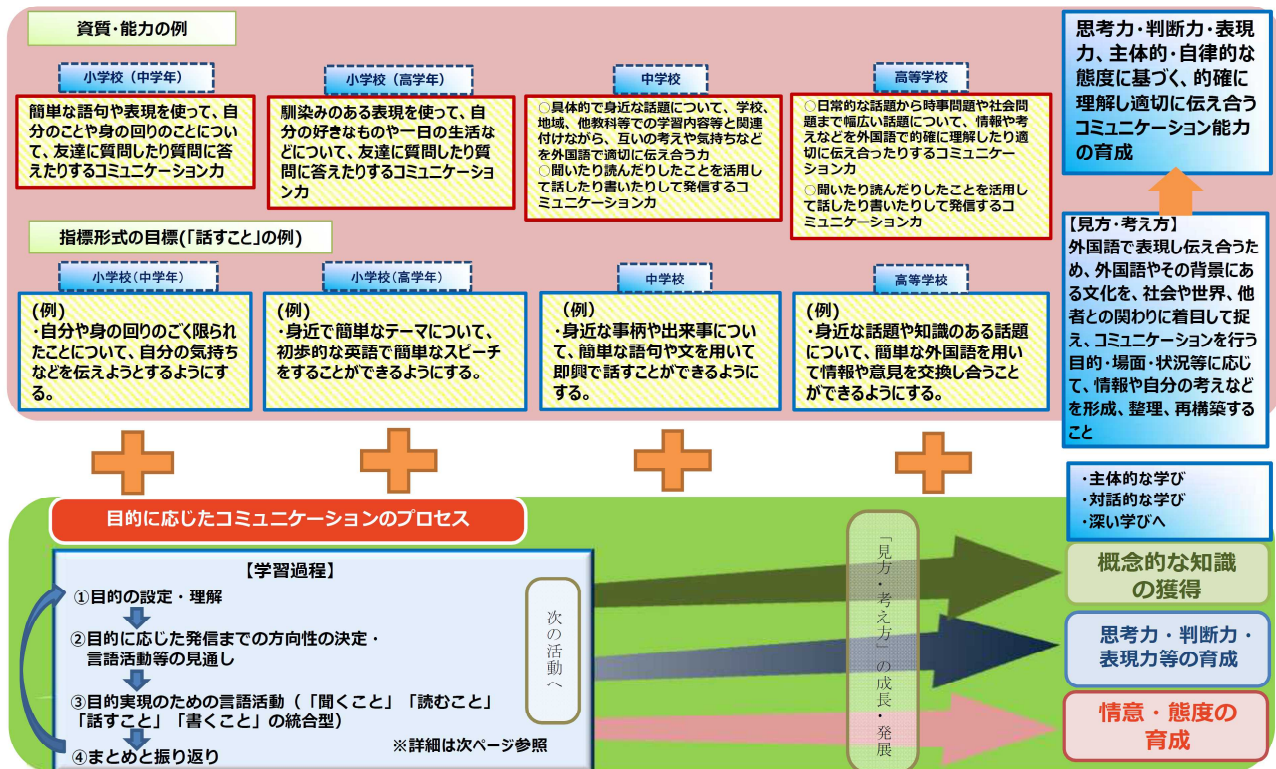 資質・能力の例
小学校（中学年）
簡単な語句や表現を使って、自
分のことや身の回りのことについ
て、友達に質問したり質問に答
えたりするコミュニケーション力
小学校（高学年）
馴染みのある表現を使って、自
分の好きなものや一日の生活な
どについて、友達に質問したり質
問に答えたりするコミュニケーショ
ン力
中学校
○具体的で身近な話題について、学校、
地域、他教科等での学習内容等と関連
付けながら、互いの考えや気持ちなど
を外国語で適切に伝え合う力
○聞いたり読んだりしたことを活用し
て話したり書いたりして発信するコ
ミュニケーション力
高等学校
○日常的な話題から時事問題や社会問
題まで幅広い話題について、情報や考
えなどを外国語で的確に理解したり適
切に伝え合ったりするコミュニケー
ション力
○聞いたり読んだりしたことを活用し
て話したり書いたりして発信するコ
ミュニケーション力
思考力・判断力・表現
力、主体的・自律的な
態度に基づく、的確に
理解し適切に伝え合う
コミュニケーション能力
の育成
指標形式の目標(「話すこと」の例)
小学校(中学年)
(例)
・自分や身の回りのごく限られ
たことについて、自分の気持ち
などを伝えようとするようにす
る。
小学校(高学年)
(例)
・身近で簡単なテーマについて、
初歩的な英語で簡単なスピーチ
をすることができるようにする。
中学校
(例)
・身近な事柄や出来事につい
て、簡単な語句や文を用いて
即興で話すことができるように
する。
高等学校
(例)
・身近な話題や知識のある話題
について、簡単な外国語を用い
て情報や意見を交換し合うこと
ができるようにする。
【見方・考え方】
外国語で表現し伝え合うた
め、外国語やその背景にあ
る文化を、社会や世界、他
者との関わりに着目して捉
え、コミュニケーションを行う
目的・場面・状況等に応じ
て、情報や自分の考えなど
を形成、整理、再構築する
こと
・主体的な学び
・対話的な学び
・深い学びへ
目的に応じたコミュニケーションのプロセス
【学習過程】
①目的の設定・理解
②目的に応じた発信までの方向性の決定・
言語活動等の見通し
③目的実現のための言語活動（「聞くこと」「読むこと」
「話すこと」「書くこと」の統合型）
④まとめと振り返り
※詳細は次ページ参照
次の活動へ
「見方・考え方」の成長・発展
概念的な知識
の獲得
思考力・判断力・
表現力等の育成
情意・態度の
育成